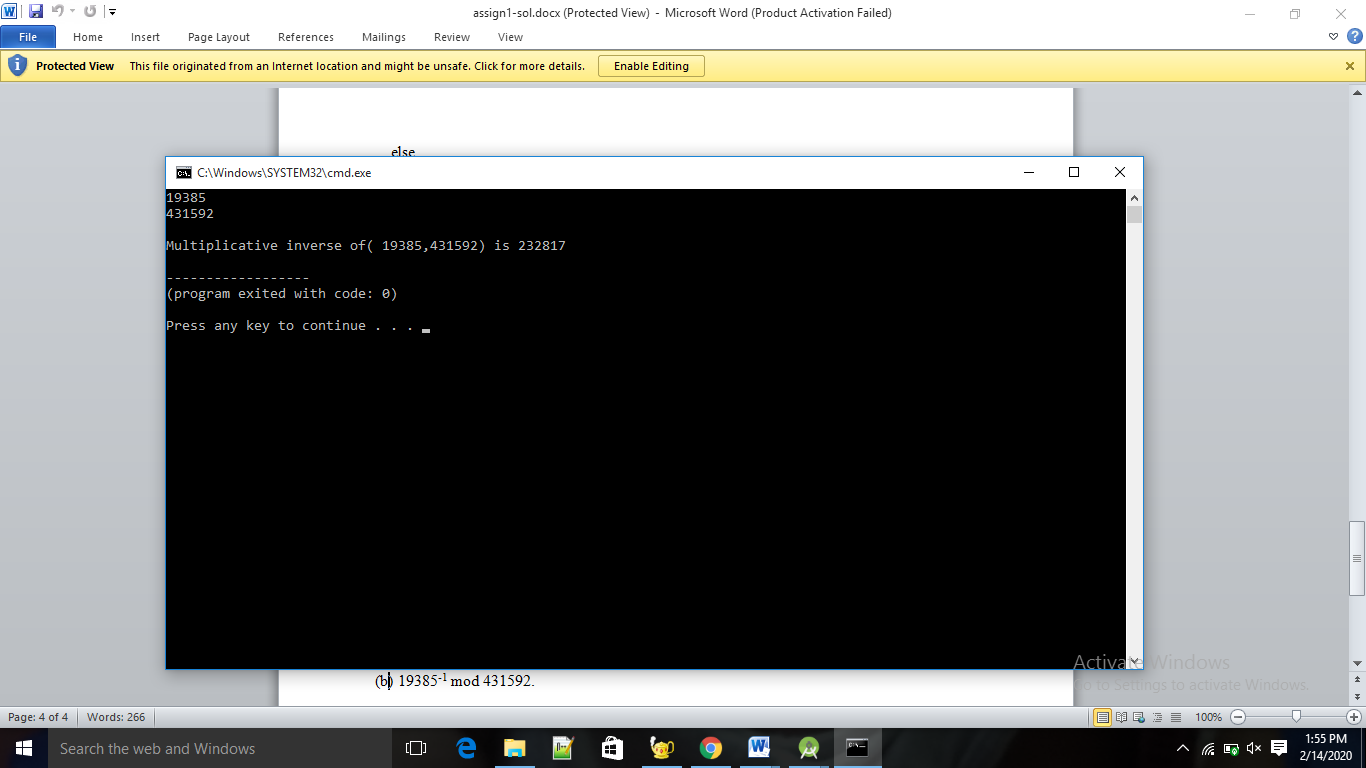 assign1-sol.docx (Protected View) - Microsoft Word (Product Activation Failed)
File Home Insert Page Layout References Mailings Review View
Protected View This file originated from an Internet location and might be unsafe. Click for more details. Enable Editing
else
C:\Windows\SYSTEM32\cmd.exe
19385
431592
Multiplicative inverse of( 19385,431592) is 232817
------------------
(program exited with code: 0)
Press any key to continue . . .
Activate Windows
Go to Settings to activate Windows.
(b) 19385⁻¹ mod 431592.
Page: 4 of 4 Words: 266 100%
Search the web and Windows
1:55 PM
2/14/2020